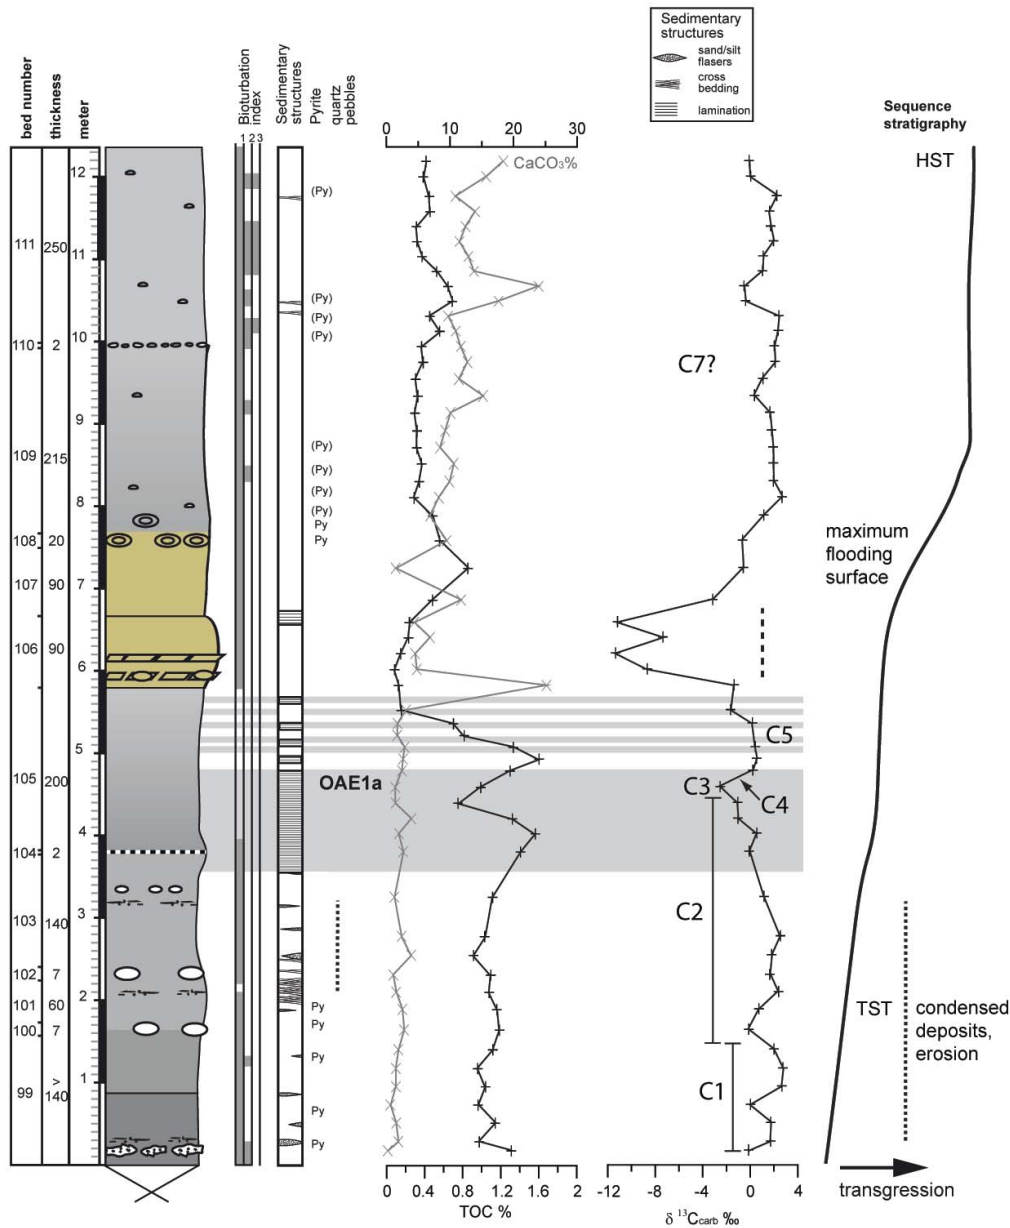 Sedimentary
structures
sand/silt
flasers
cross
bedding
lamination
bed number
thickness
meter
Bioturbation
index
1 2 3
Sedimentary
structures
Pyrite
quartz
pebbles
0 10 20 30
CaCO3%
Sequence
stratigraphy
HST
12
(Py)
111 250
11
(Py)
(Py)
(Py)
110 2
10
C7?
9
(Py)
109 215
(Py)
(Py)
8
(Py)
Py
108 20
Py
maximum
flooding
surface
107 90
7
106 90
6
C5
5
105 200
OAE1a
C3
C4
4
104 2
3
103 140
C2
102 7
2
101 60
Py
TST
condensed
deposits,
erosion
100 7
Py
Py
>
99 140
1
C1
Py
Py
0
0 0.4 0.8 1.2 1.6 2
TOC %
-12 -8 -4 0 4
δ 13Ccarb ‰
transgression